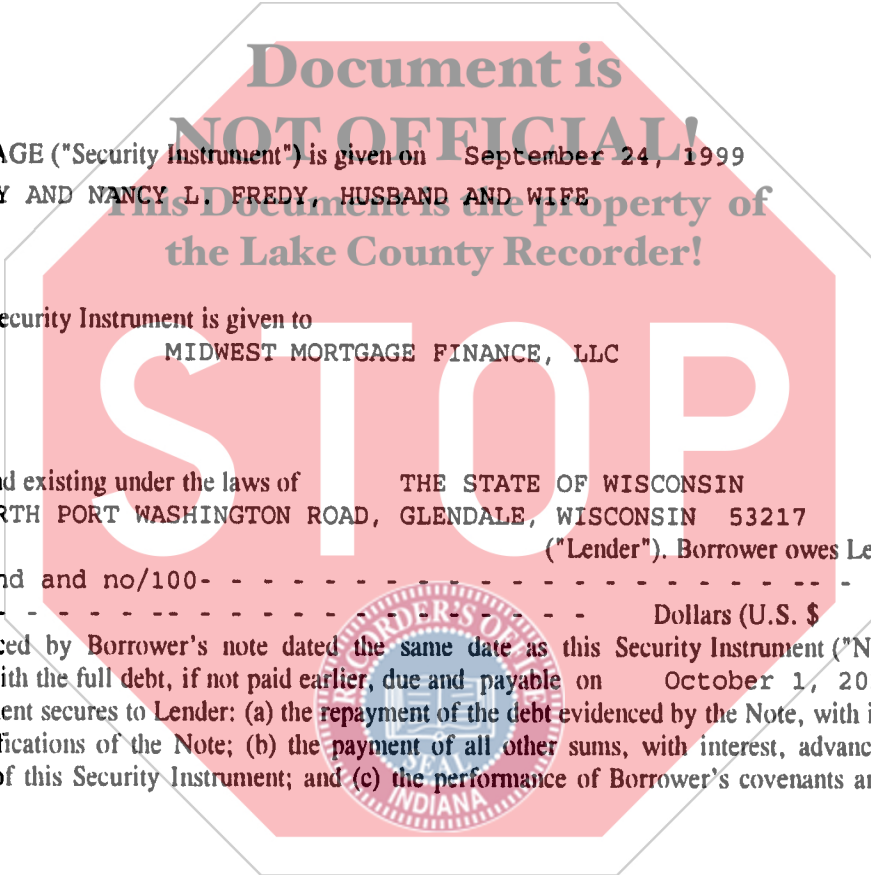 Document is
NOT OFFICIAL!
AGE ("Security Instrument") is given on September 24, 1999
Y AND NANCY L. FREDY, HUSBAND AND WIFE
This Document is the property of
the Lake County Recorder!
ecurity Instrument is given to
MIDWEST MORTGAGE FINANCE, LLC
STOP
nd existing under the laws of THE STATE OF WISCONSIN
RTH PORT WASHINGTON ROAD, GLENDALE, WISCONSIN 53217
("Lender"). Borrower owes Le
nd and no/100- - - - - - - - - - - - - - - - - - - - - - -- -
- - - - - - -- - - - - - - - - - - - - - - - - Dollars (U.S. $
ced by Borrower's note dated the same date as this Security Instrument ("N
ith the full debt, if not paid earlier, due and payable on October 1, 20
ent secures to Lender: (a) the repayment of the debt evidenced by the Note, with i
fications of the Note; (b) the payment of all other sums, with interest, advanc
of this Security Instrument; and (c) the performance of Borrower's covenants a
RECORDER'S OFFICE
SEAL
INDIANA